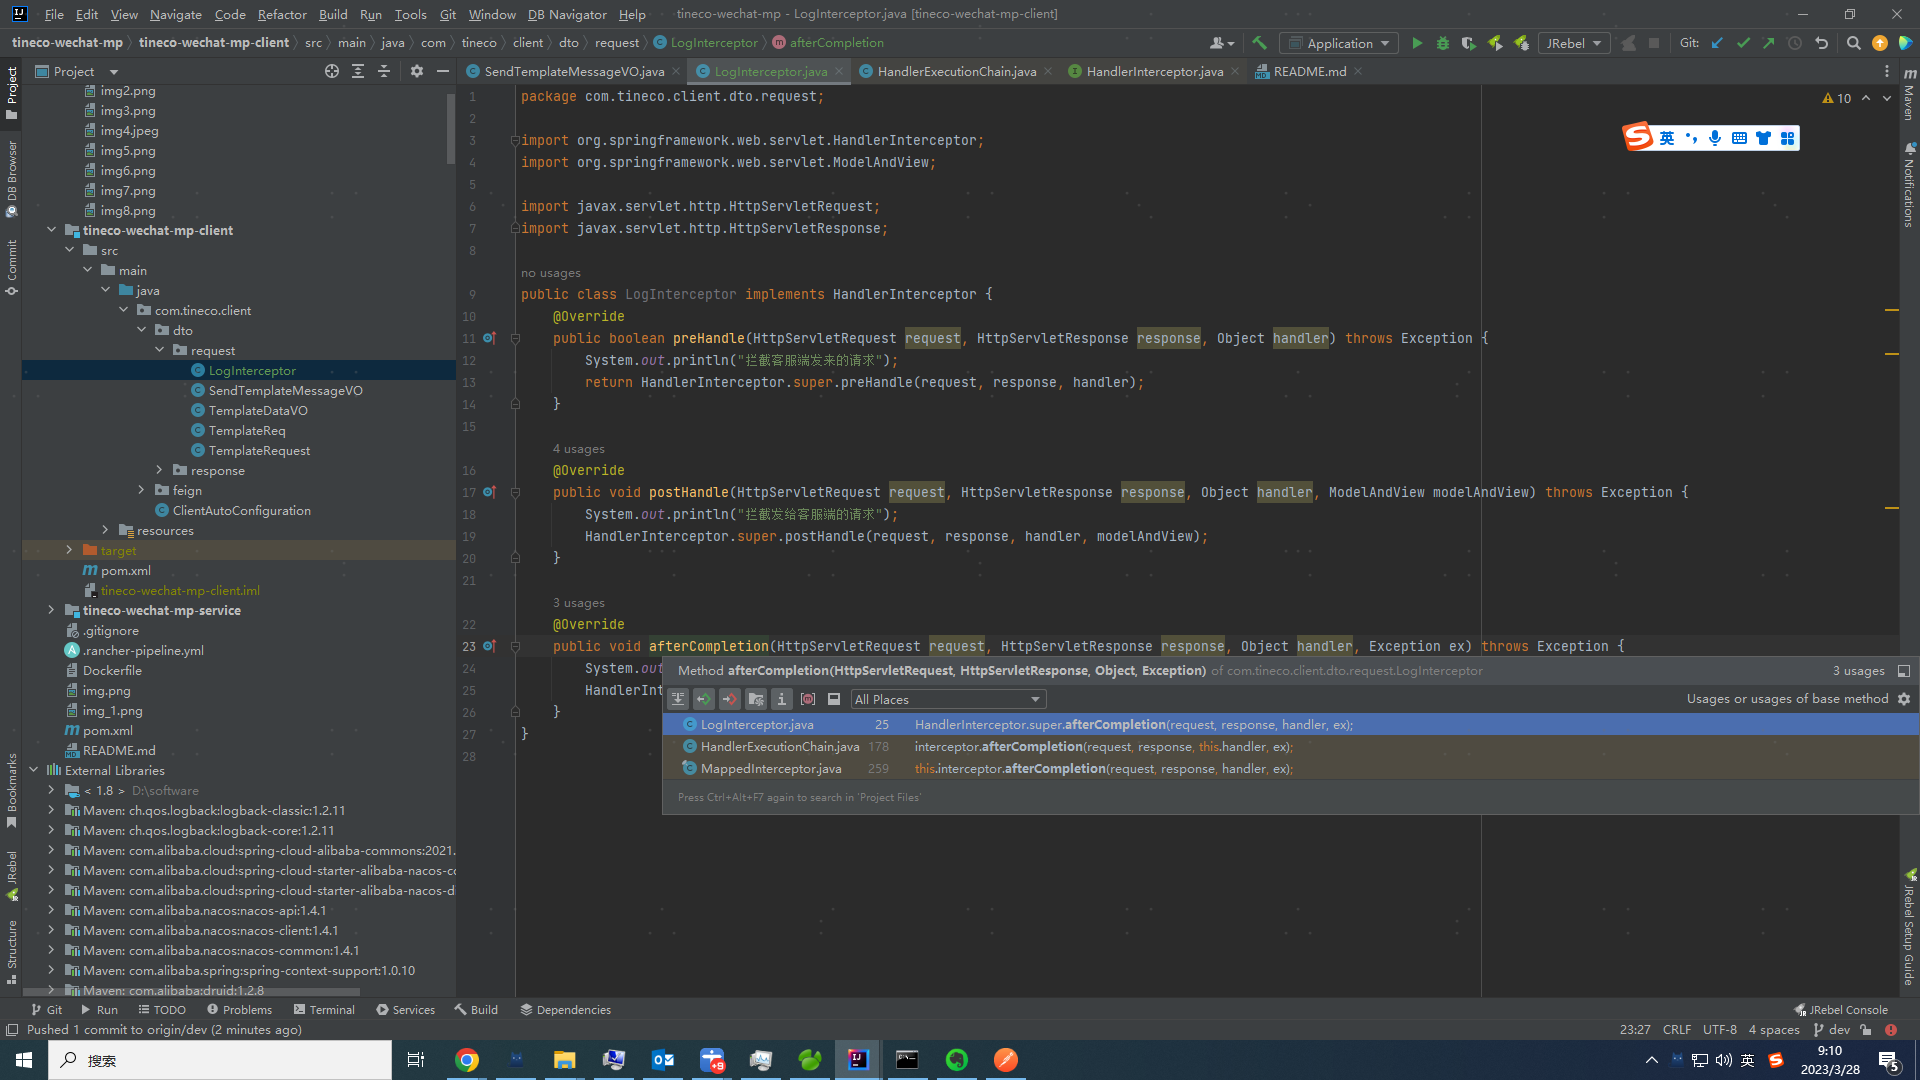 File Edit View Navigate Code Refactor Build Run Tools Git Window DB Navigator Help tineco-wechat-mp - LogInterceptor.java [tineco-wechat-mp-client]
tineco-wechat-mp tineco-wechat-mp-client src main java com tineco client dto request LogInterceptor afterCompletion Application JRebel Git:
Project
SendTemplateMessageVO.java LogInterceptor.java HandlerExecutionChain.java HandlerInterceptor.java README.md
img2.png
img3.png
img4.jpeg
img5.png
img6.png
img7.png
img8.png
tineco-wechat-mp-client
src
main
java
com.tineco.client
dto
request
LogInterceptor
SendTemplateMessageVO
TemplateDataVO
TemplateReq
TemplateRequest
response
feign
ClientAutoConfiguration
resources
target
pom.xml
tineco-wechat-mp-client.iml
tineco-wechat-mp-service
.gitignore
.rancher-pipeline.yml
Dockerfile
img.png
img_1.png
pom.xml
README.md
External Libraries
< 1.8 > D:\software
Maven: ch.qos.logback:logback-classic:1.2.11
Maven: ch.qos.logback:logback-core:1.2.11
Maven: com.alibaba.cloud:spring-cloud-alibaba-commons:2021.
Maven: com.alibaba.cloud:spring-cloud-starter-alibaba-nacos-co
Maven: com.alibaba.cloud:spring-cloud-starter-alibaba-nacos-d
Maven: com.alibaba.nacos:nacos-api:1.4.1
Maven: com.alibaba.nacos:nacos-client:1.4.1
Maven: com.alibaba.nacos:nacos-common:1.4.1
Maven: com.alibaba.spring:spring-context-support:1.0.10
Maven: com.alibaba:druid:1.2.8
Project
DB Browser
Commit
Bookmarks
JRebel
Structure
1 package com.tineco.client.dto.request;
2
3 import org.springframework.web.servlet.HandlerInterceptor;
4 import org.springframework.web.servlet.ModelAndView;
5
6 import javax.servlet.http.HttpServletRequest;
7 import javax.servlet.http.HttpServletResponse;
8
no usages
9 public class LogInterceptor implements HandlerInterceptor {
10 @Override
11 public boolean preHandle(HttpServletRequest request, HttpServletResponse response, Object handler) throws Exception {
12 System.out.println("拦截客服端发来的请求");
13 return HandlerInterceptor.super.preHandle(request, response, handler);
14 }
15
4 usages
16 @Override
17 public void postHandle(HttpServletRequest request, HttpServletResponse response, Object handler, ModelAndView modelAndView) throws Exception {
18 System.out.println("拦截发给客服端的请求");
19 HandlerInterceptor.super.postHandle(request, response, handler, modelAndView);
20 }
21
3 usages
22 @Override
23 public void afterCompletion(HttpServletRequest request, HttpServletResponse response, Object handler, Exception ex) throws Exception {
24 System.out
25 HandlerInt
26 }
27 }
28
Method afterCompletion(HttpServletRequest, HttpServletResponse, Object, Exception) of com.tineco.client.dto.request.LogInterceptor 3 usages
All Places Usages or usages of base method
LogInterceptor.java 25 HandlerInterceptor.super.afterCompletion(request, response, handler, ex);
HandlerExecutionChain.java 178 interceptor.afterCompletion(request, response, this.handler, ex);
MappedInterceptor.java 259 this.interceptor.afterCompletion(request, response, handler, ex);
Press Ctrl+Alt+F7 again to search in 'Project Files'
10
英
Maven
Notifications
JRebel Setup Guide
Git Run TODO Problems Terminal Services Build Dependencies JRebel Console
Pushed 1 commit to origin/dev (2 minutes ago) 23:27 CRLF UTF-8 4 spaces dev
搜索
+9
英
9:10
2023/3/28
5